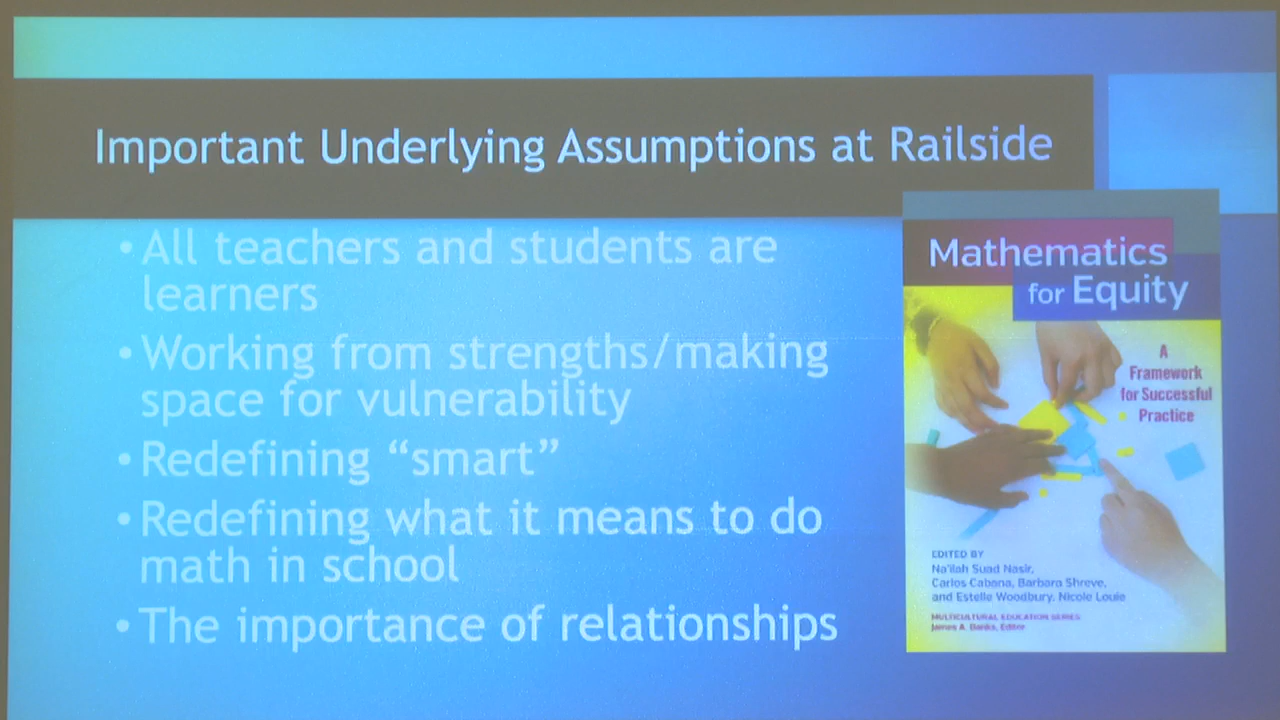 Important Underlying Assumptions at Railside
• All teachers and students are
learners
• Working from strengths/making
space for vulnerability
• Redefining “smart”
• Redefining what it means to do
math in school
• The importance of relationships
Mathematics
for Equity
A
Framework
for Successful
Practice
EDITED BY
Na'ilah Suad Nasir,
Carlos Cabana, Barbara Shreve,
and Estelle Woodbury, Nicole Louie
MULTICULTURAL EDUCATION SERIES
James A. Banks, Editor